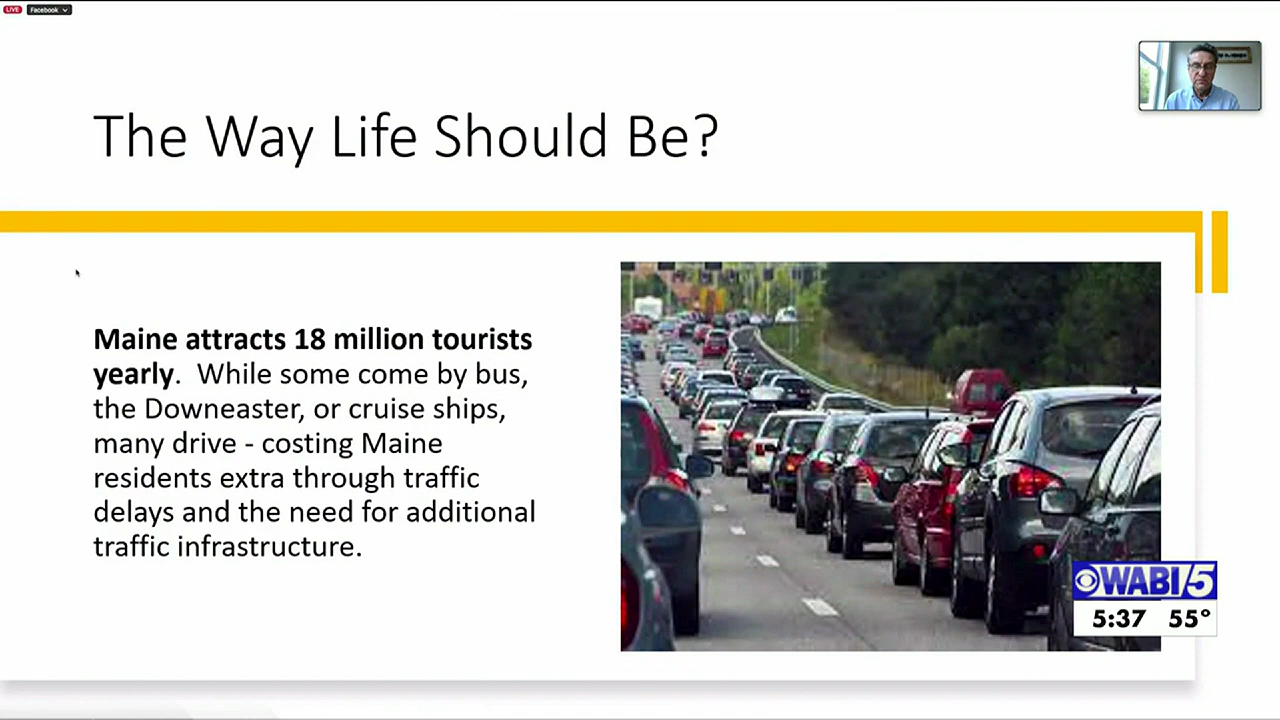 LIVE Facebook
The Way Life Should Be?
Maine attracts 18 million tourists
yearly.  While some come by bus,
the Downeaster, or cruise ships,
many drive - costing Maine
residents extra through traffic
delays and the need for additional
traffic infrastructure.
WABI/5
5:37 55°